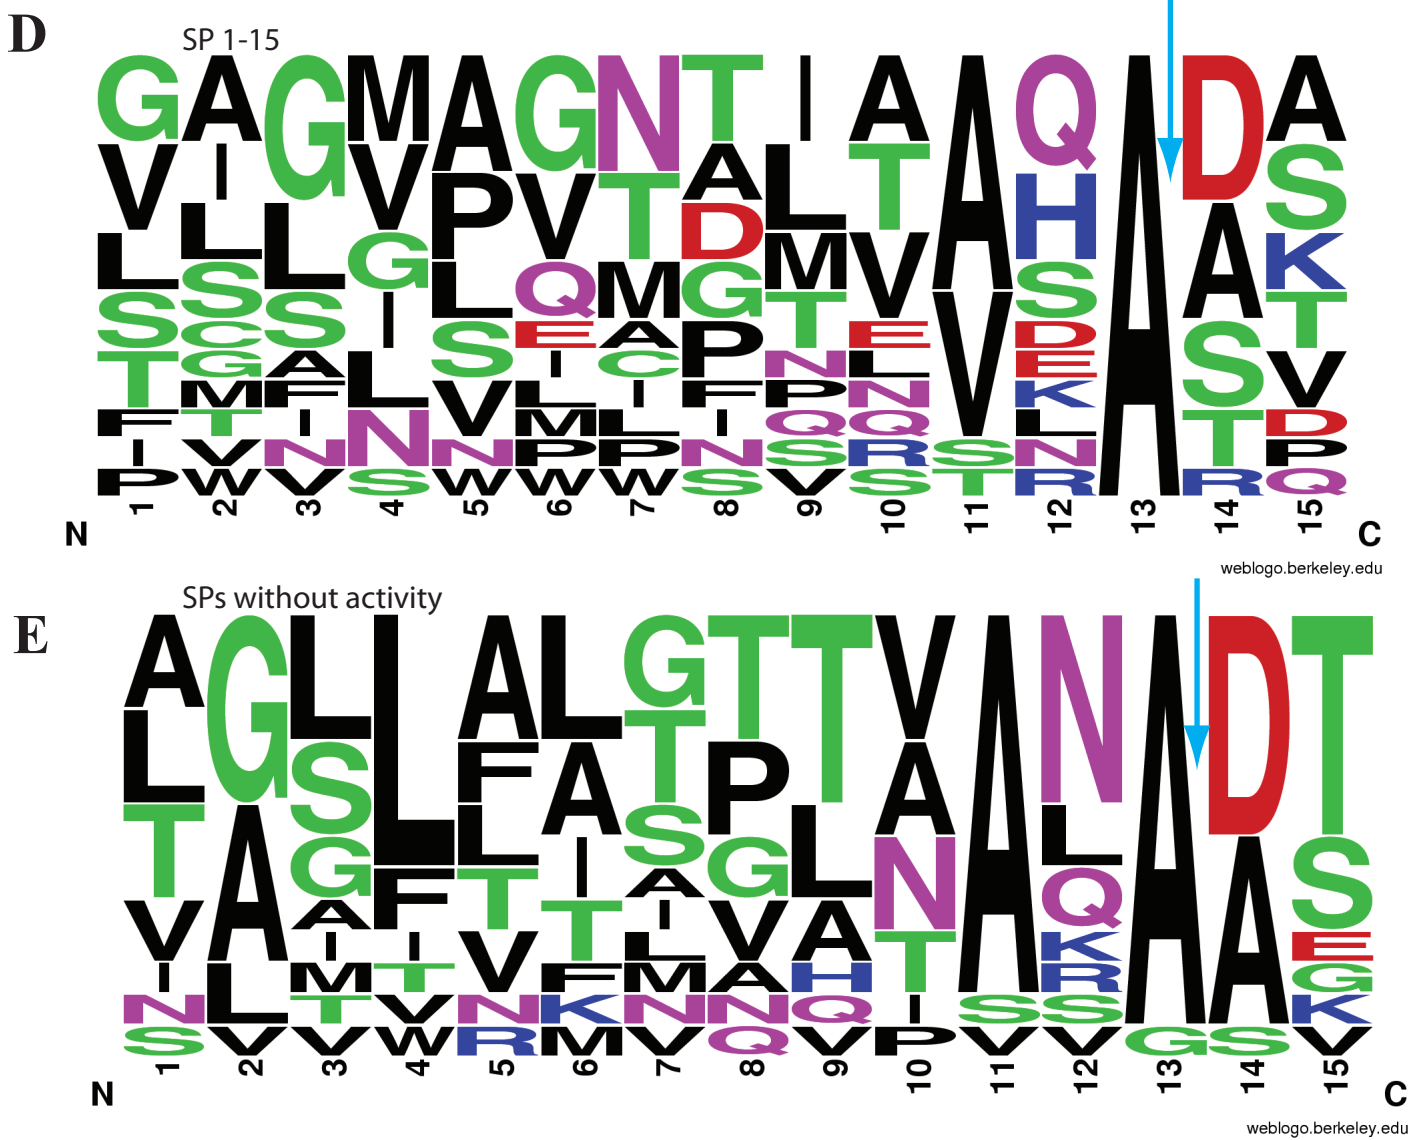 D
SP 1-15
G A G M A G N T I A A Q A D A
V I L V P V T A L T V H A S
L L S G L Q M D M V S S S K
S S A I S E A G T E T D T T
T C F L V I C P N L E R V
F G I N N L I F P N K D
I M N S W M L I Q Q L P
P T V P P N S R N Q
V W W S V S R
W
1 2 3 4 5 6 7 8 9 10 11 12 13 14 15
N C
weblogo.berkeley.edu
E
SPs without activity
A G L L A L G T T V A N A D T
L A S F F A T P L A S L G A S
T L G I L I S G A N V Q S E
V V A T T T A V H T K G
I I V V F I A Q I R K
N M W N K L N V P S V
S T R M M Q V
V N
V
1 2 3 4 5 6 7 8 9 10 11 12 13 14 15
N C
weblogo.berkeley.edu